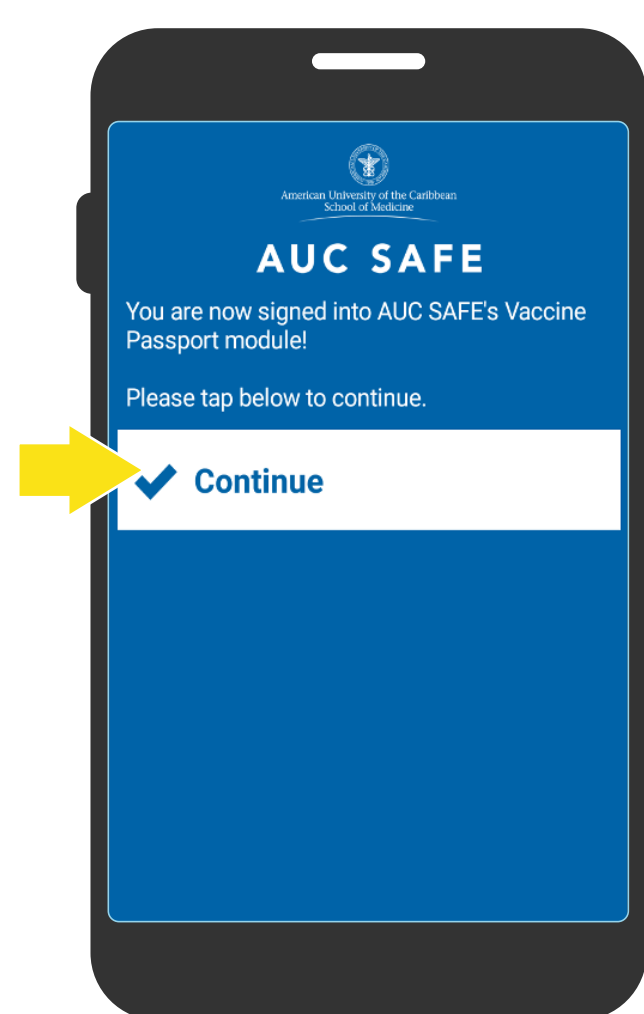 American University of the Caribbean
School of Medicine
AUC SAFE
You are now signed into AUC SAFE's Vaccine
Passport module!
Please tap below to continue.
Continue